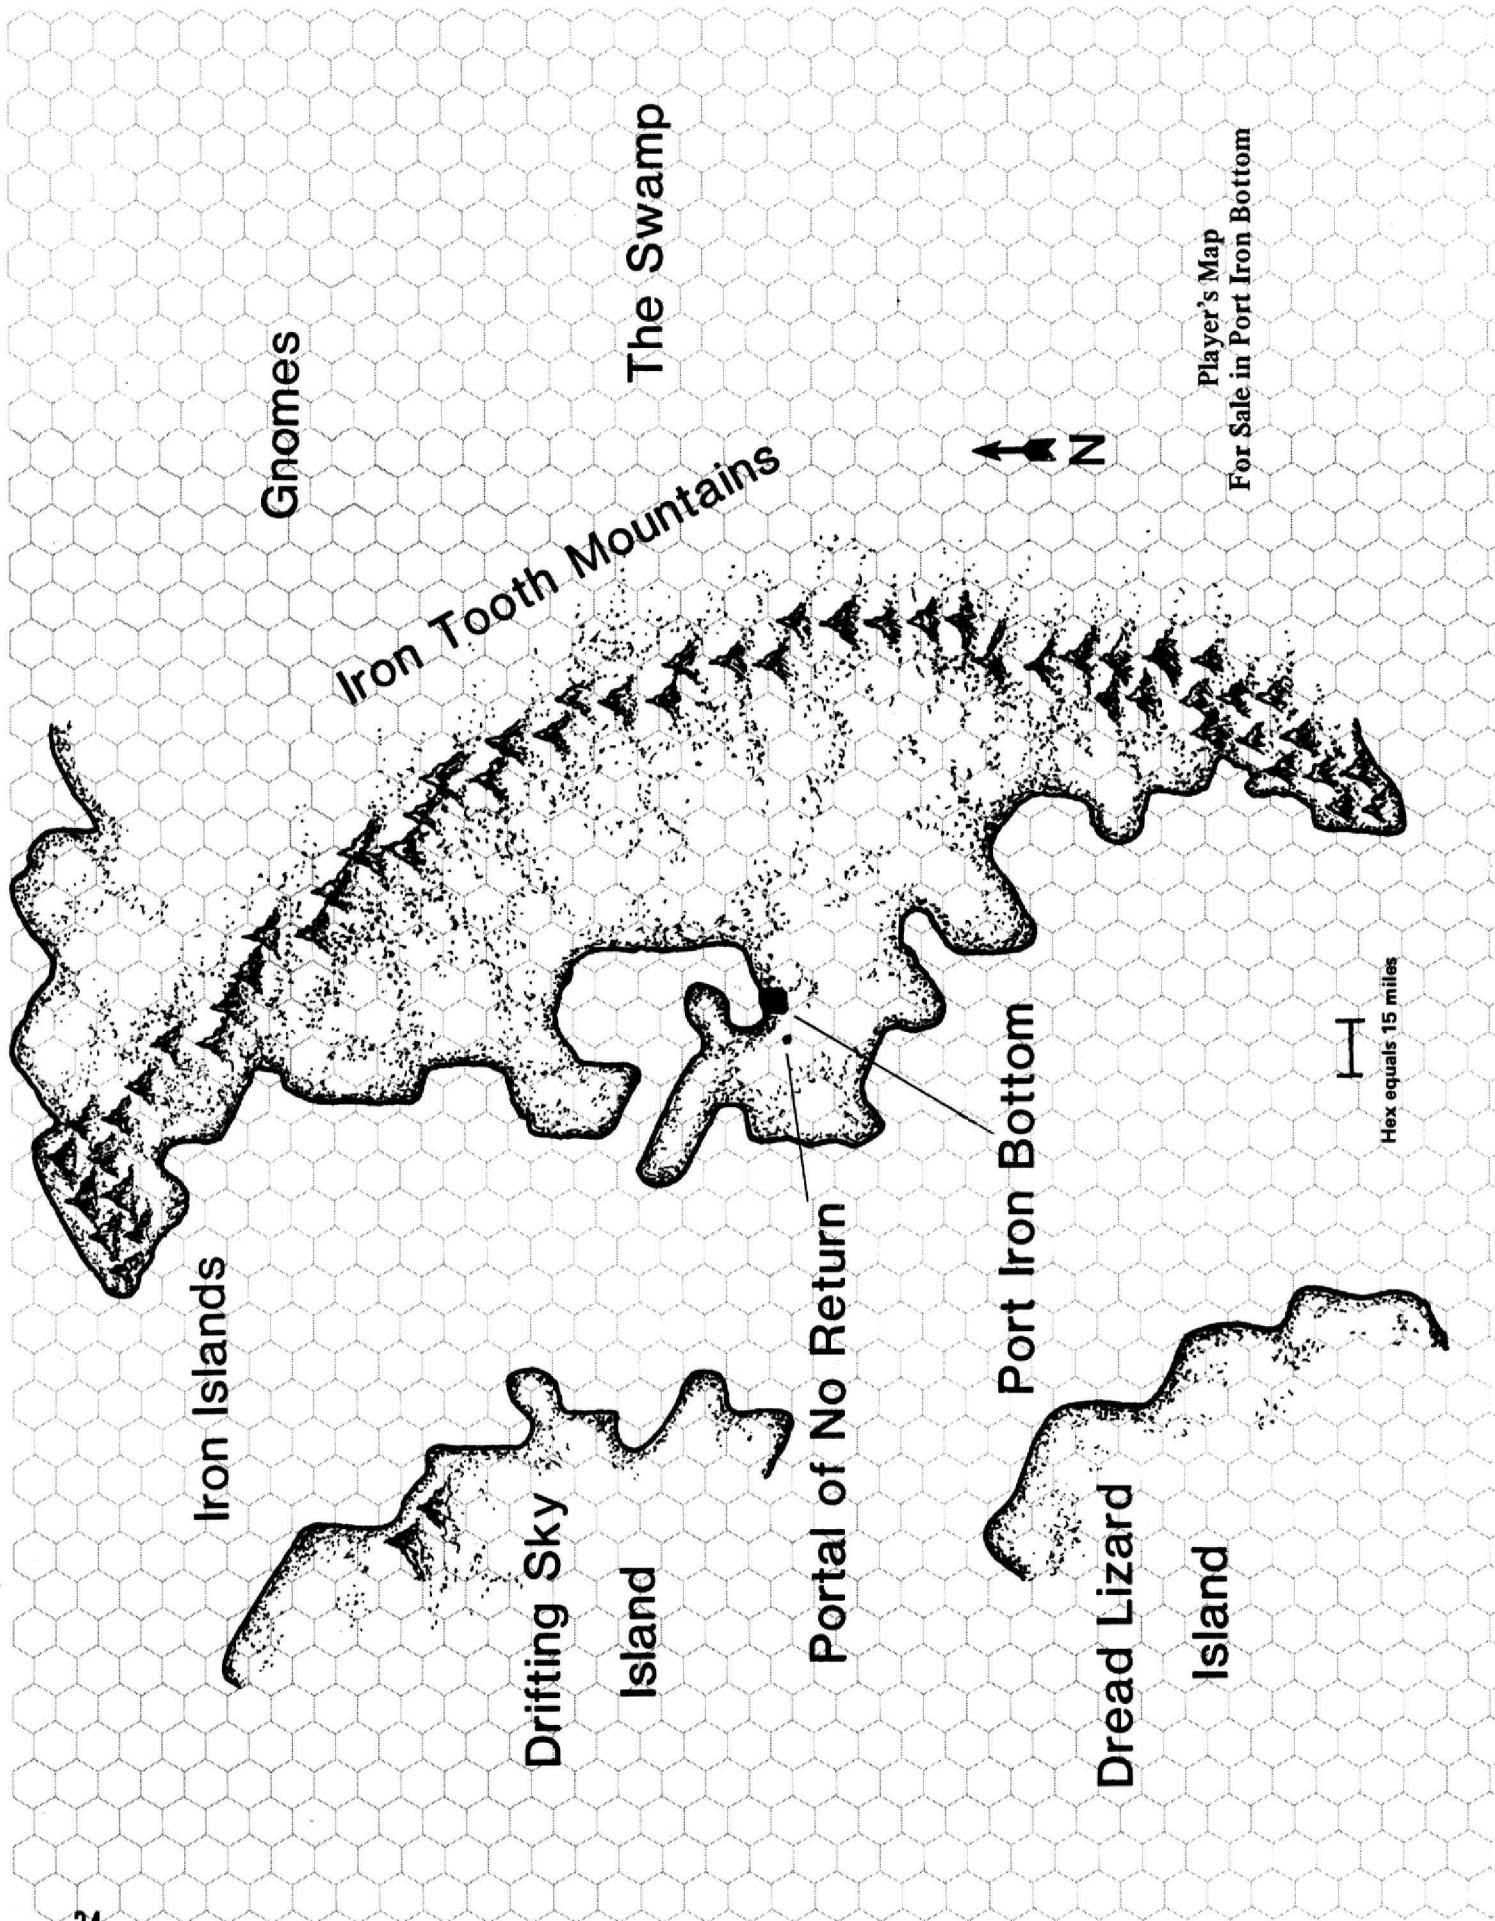 Iron Islands
Gnomes
Iron Tooth Mountains
Drifting Sky
Island
The Swamp
Portal of No Return
Port Iron Bottom
N
Dread Lizard
Island
Player's Map
For Sale in Port Iron Bottom
Hex equals 15 miles